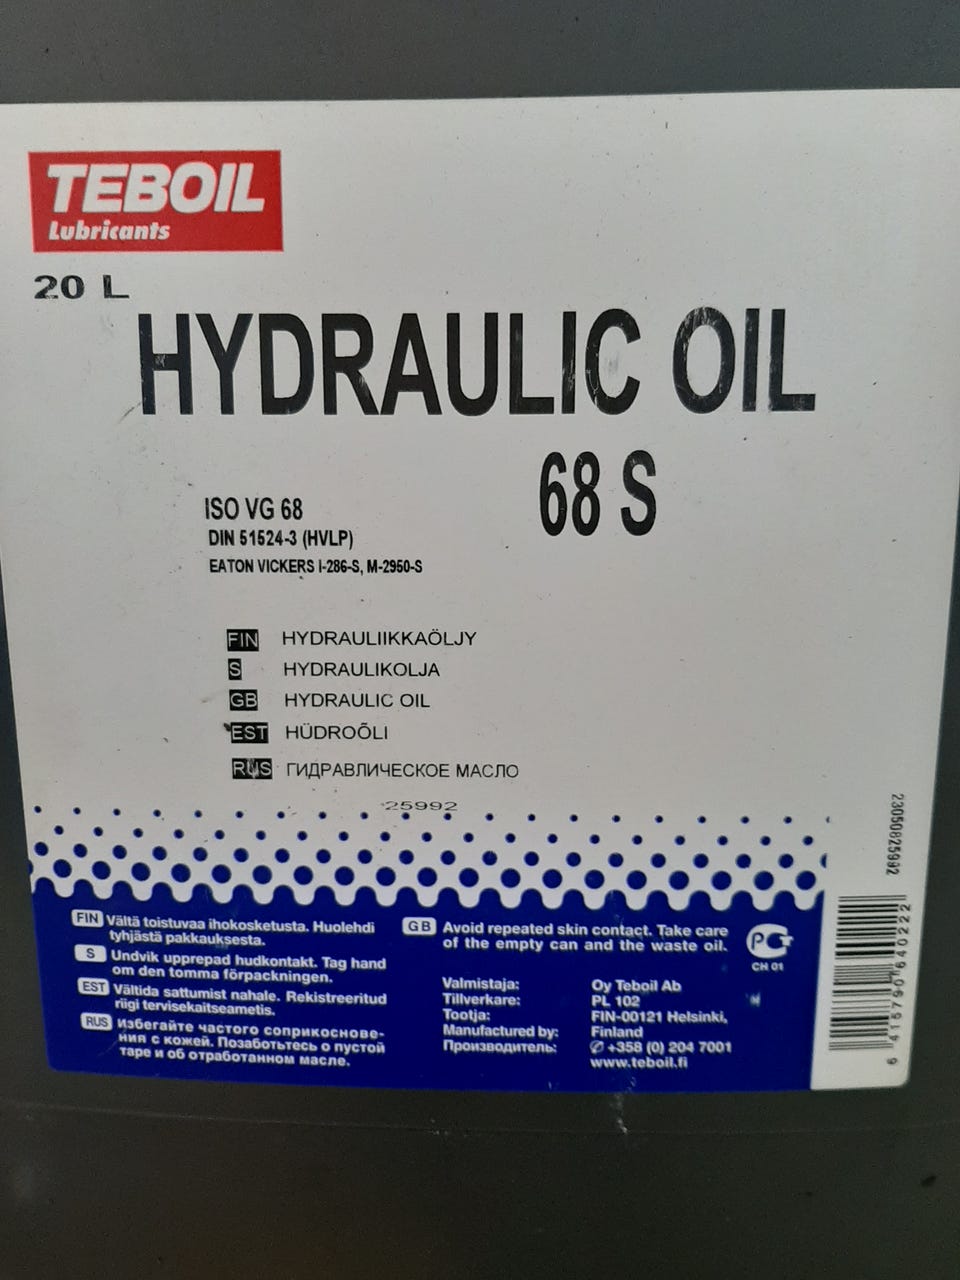 TEBOIL
Lubricants
20 L
HYDRAULIC OIL
68 S
ISO VG 68
DIN 51524-3 (HVLP)
EATON VICKERS I-286-S, M-2950-S
FIN HYDRAULIIKKAÖLJY
S HYDRAULIKOLJA
GB HYDRAULIC OIL
EST HÜDROÕLI
RUS ГИДРАВЛИЧЕСКОЕ МАСЛО
25992
23050625992
FIN Vältä toistuvaa ihokosketusta. Huolehdi
tyhjästä pakkauksesta.
S Undvik upprepad hudkontakt. Tag hand
om den tomma förpackningen.
EST Vältida sattumist nahale. Rekistreeritud
riigi tervisekaitseametis.
RUS Избегайте частого соприкоснове-
ния с кожей. Позаботьтесь о пустой
таре и об отработанном масле.
GB Avoid repeated skin contact. Take care
of the empty can and the waste oil.
РСТ
CH 01
Valmistaja: Oy Teboil Ab
Tillverkare: PL 102
Tootja: FIN-00121 Helsinki,
Manufactured by: Finland
Производитель: ✆ +358 (0) 204 7001
www.teboil.fi
6 415790 640222